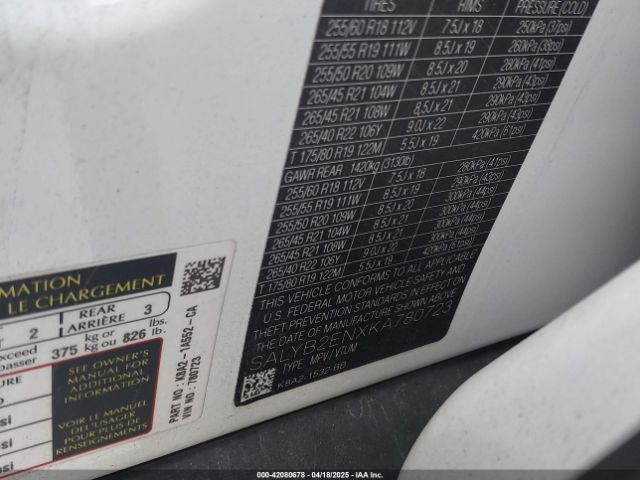 TIRES RIMS PRESSURE (COLD)
255/60 R18 112V 7.5J x 18 250kPa (37psi)
255/55 R19 111W 8.5J x 19 260kPa (38psi)
255/50 R20 109W 8.5J x 20 280kPa (41psi)
265/45 R21 104W 8.5J x 21 290kPa (43psi)
265/45 R21 108W 8.5J x 21 290kPa (43psi)
265/40 R22 106Y 9.0J x 22 290kPa (43psi)
T 175/80 R19 122M 5.5J x 19 420kPa (61psi)
GAWR REAR 1420kg (3130lb)
255/60 R18 112V 7.5J x 18 280kPa (41psi)
255/55 R19 111W 8.5J x 19 290kPa (43psi)
255/50 R20 109W 8.5J x 20 300kPa (44psi)
265/45 R21 104W 8.5J x 21 300kPa (44psi)
265/45 R21 108W 8.5J x 21 300kPa (44psi)
265/40 R22 106Y 9.0J x 22 300kPa (44psi)
T 175/80 R19 122M 5.5J x 19 420kPa (61psi)
THIS VEHICLE CONFORMS TO ALL APPLICABLE
U.S. FEDERAL MOTOR VEHICLE SAFETY AND
THEFT PREVENTION STANDARDS IN EFFECT ON THE
DATE OF MANUFACTURE SHOWN ABOVE.
SALYB2ENXKA780723
TYPE MPV/VTUM
K8A2-1532-BB
LE CHARGEMENT
2 REAR 3
ARRIÈRE
375 kg or 826 lbs.
kg ou lb.
SEE OWNER'S
MANUAL FOR
ADDITIONAL
INFORMATION
VOIR LE MANUEL
DE L'USAGER
POUR PLUS DE
RENSEIGNEMENTS
PART NO : K8A2-1A552-CA
VIN NO : 780723
000-42080678 - 04/18/2025 - IAA Inc.